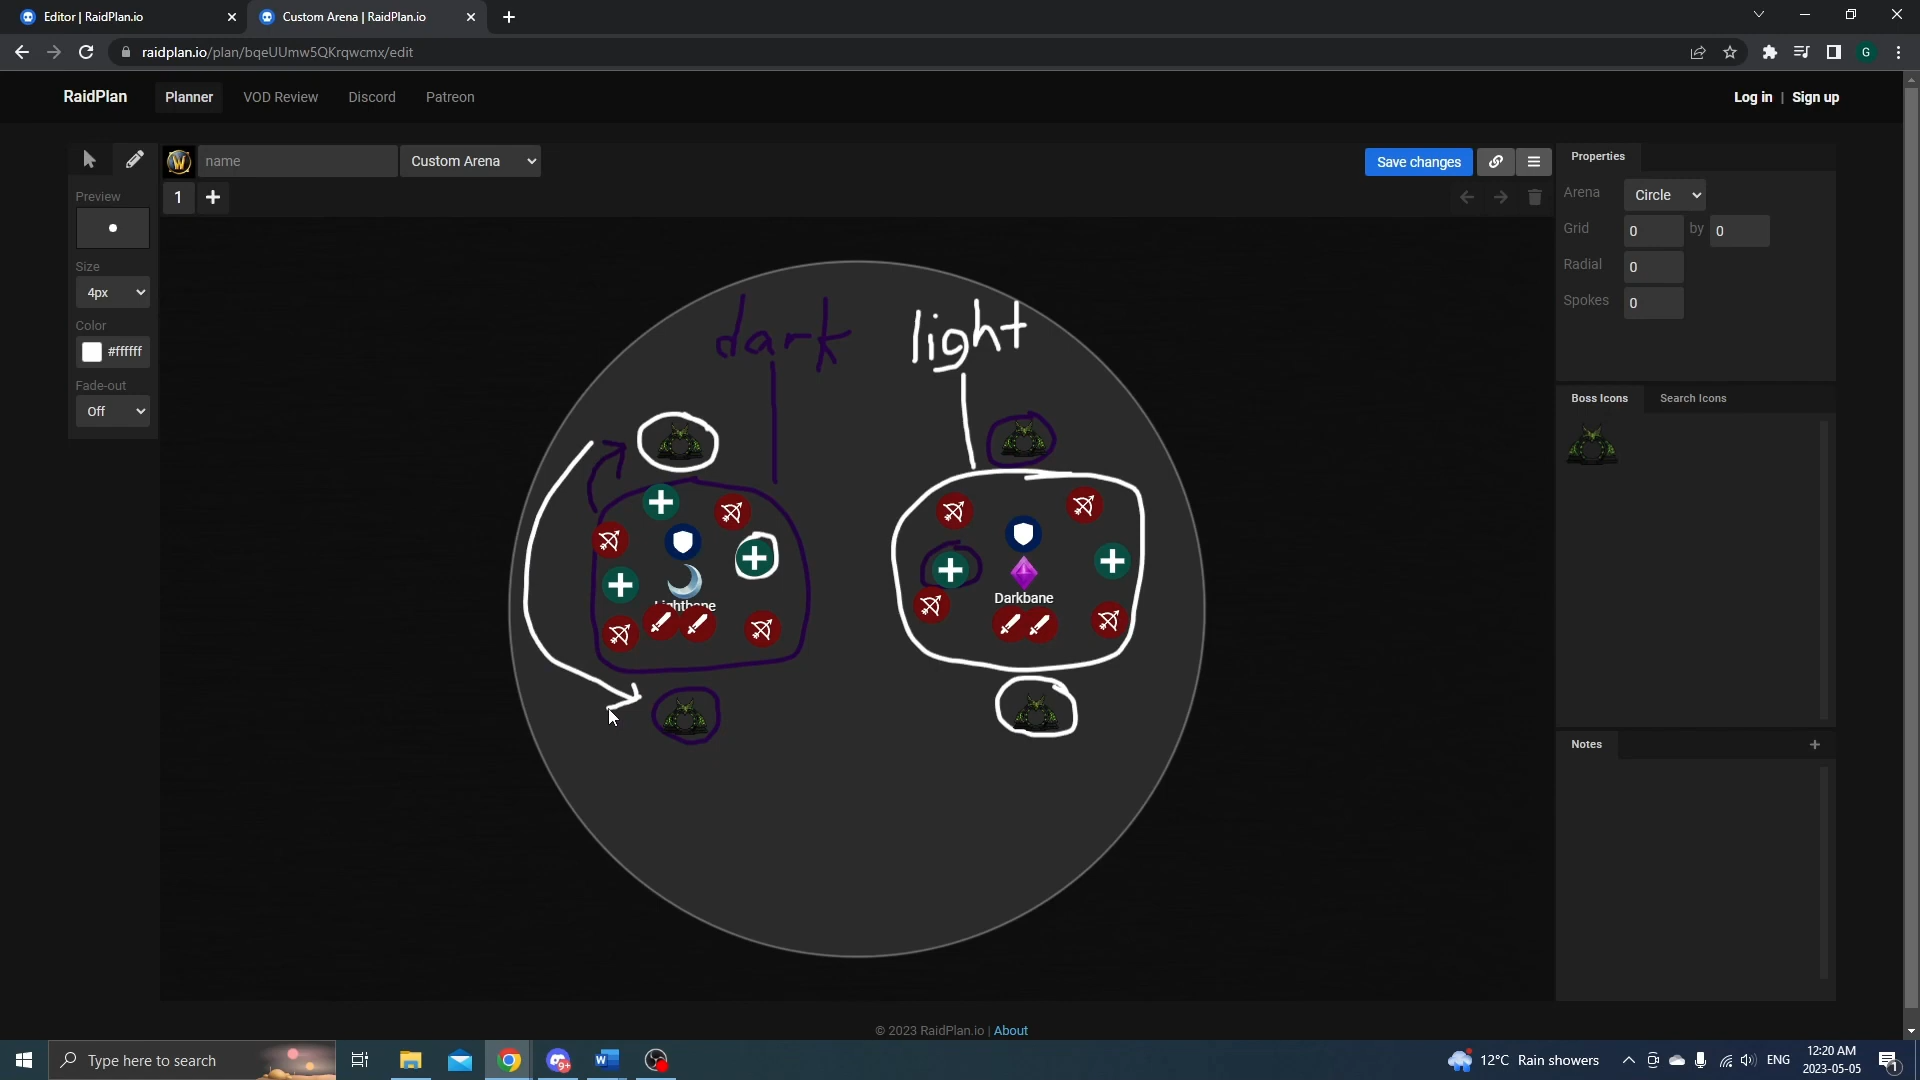 Editor | RaidPlan.io
Custom Arena | RaidPlan.io
raidplan.io/plan/bqeUUmw5QKrqwcmx/edit
G
RaidPlan Planner VOD Review Discord Patreon
Log in | Sign up
name
Custom Arena
Save changes
1
Preview
Size
4px
Color
#ffffff
Fade-out
Off
Properties
Arena Circle
Grid 0 by 0
Radial 0
Spokes 0
Boss Icons Search Icons
Notes
dark light
Lightbane
Darkbane
© 2023 RaidPlan.io | About
Type here to search
9+
W
12°C Rain showers
ENG
12:20 AM
2023-05-05
1